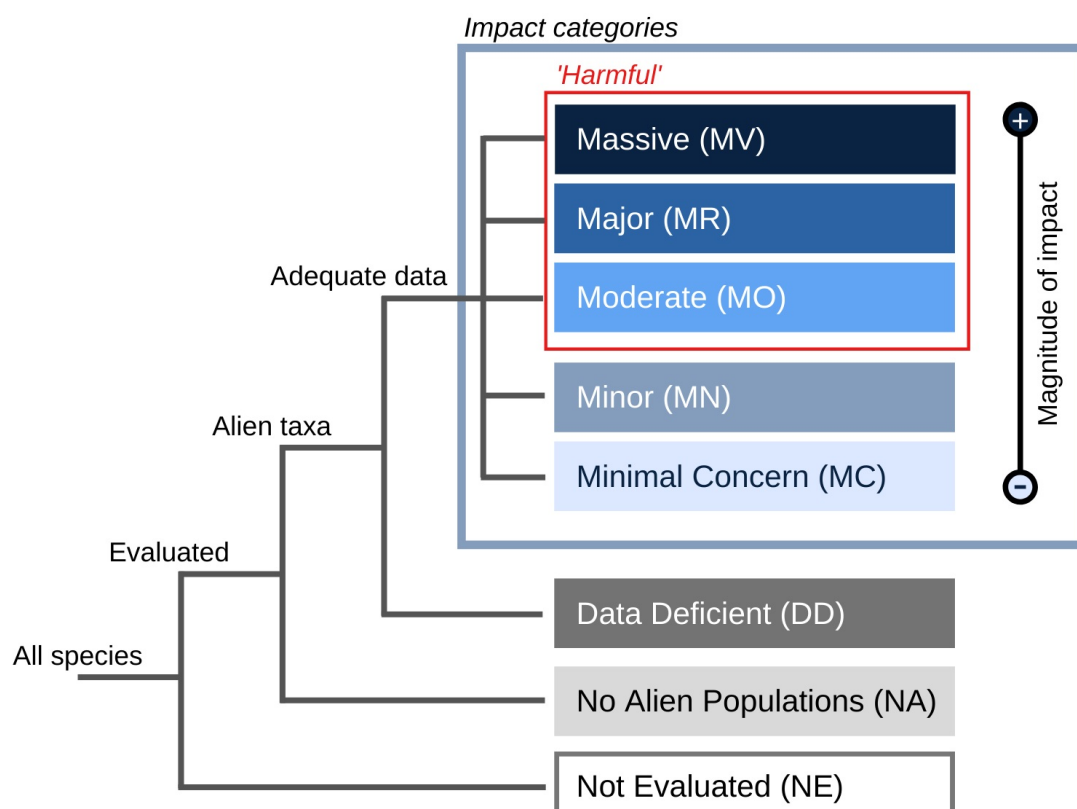 Impact categories
'Harmful'
Massive (MV)
+
Major (MR)
Adequate data
Moderate (MO)
Magnitude of impact
Minor (MN)
Alien taxa
Minimal Concern (MC)
-
Evaluated
Data Deficient (DD)
All species
No Alien Populations (NA)
Not Evaluated (NE)